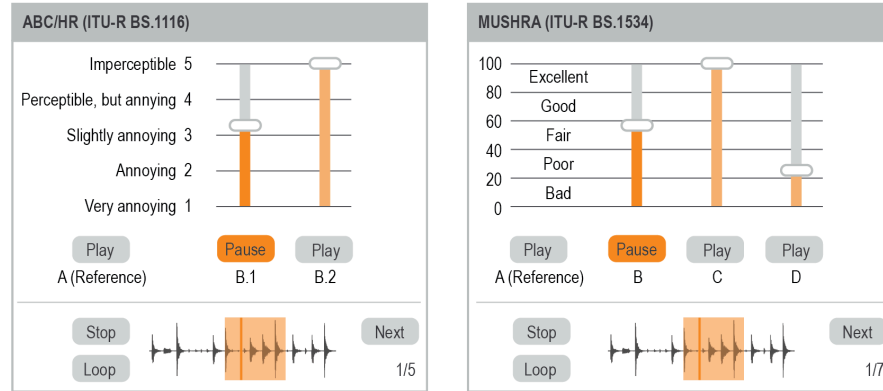 ABC/HR (ITU-R BS.1116)
Imperceptible 5
Perceptible, but annying 4
Slightly annoying 3
Annoying 2
Very annoying 1
Play Pause Play
A (Reference) B.1 B.2
Stop Next
Loop 1/5
MUSHRA (ITU-R BS.1534)
100
Excellent
80
Good
60
Fair
40
Poor
20
Bad
0
Play Pause Play Play
A (Reference) B C D
Stop Next
Loop 1/7